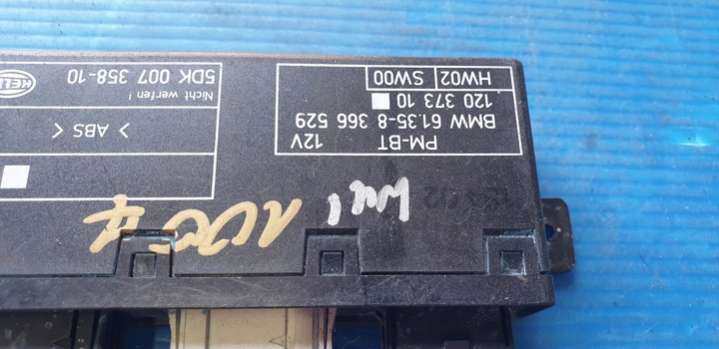 PM-BT 12V
BMW 61.35-8 366 529
120 373 10
HW02 SW00
> ABS <
Nicht werfen!
5DK 007 358-10